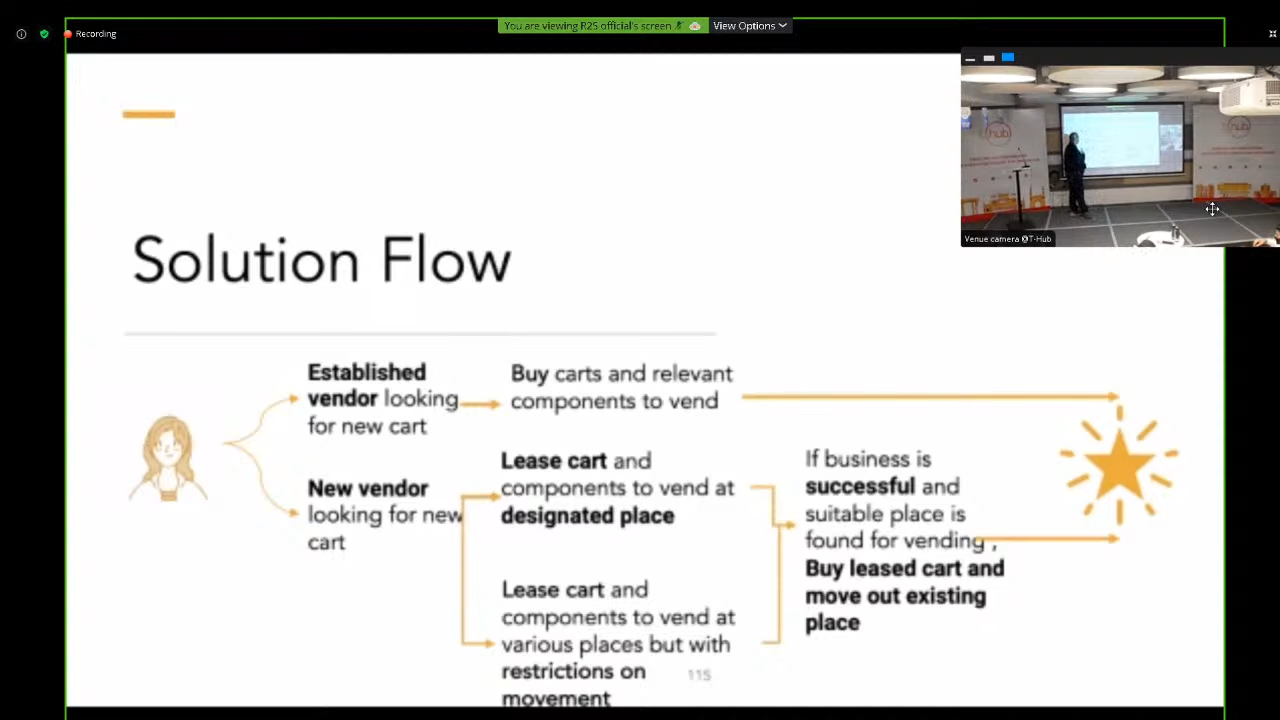 Recording
You are viewing R25 official's screen
View Options
hub
hub
Venue camera @T-Hub
Solution Flow
Established
vendor looking
for new cart
Buy carts and relevant
components to vend
New vendor
looking for new
cart
Lease cart and
components to vend at
designated place
Lease cart and
components to vend at
various places but with
restrictions on
movement
If business is
successful and
suitable place is
found for vending ,
Buy leased cart and
move out existing
place
115